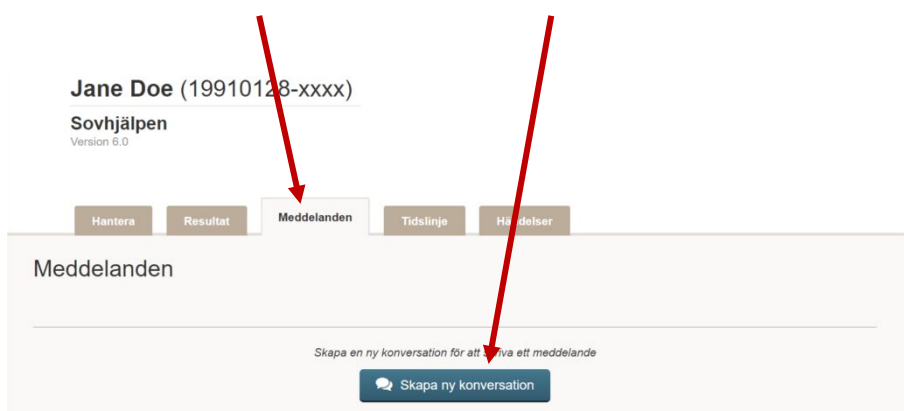 Jane Doe (19910128-xxxx)
Sovhjälpen
Version 6.0
Hantera Resultat Meddelanden Tidslinje Händelser
Meddelanden
Skapa en ny konversation för att skriva ett meddelande
Skapa ny konversation